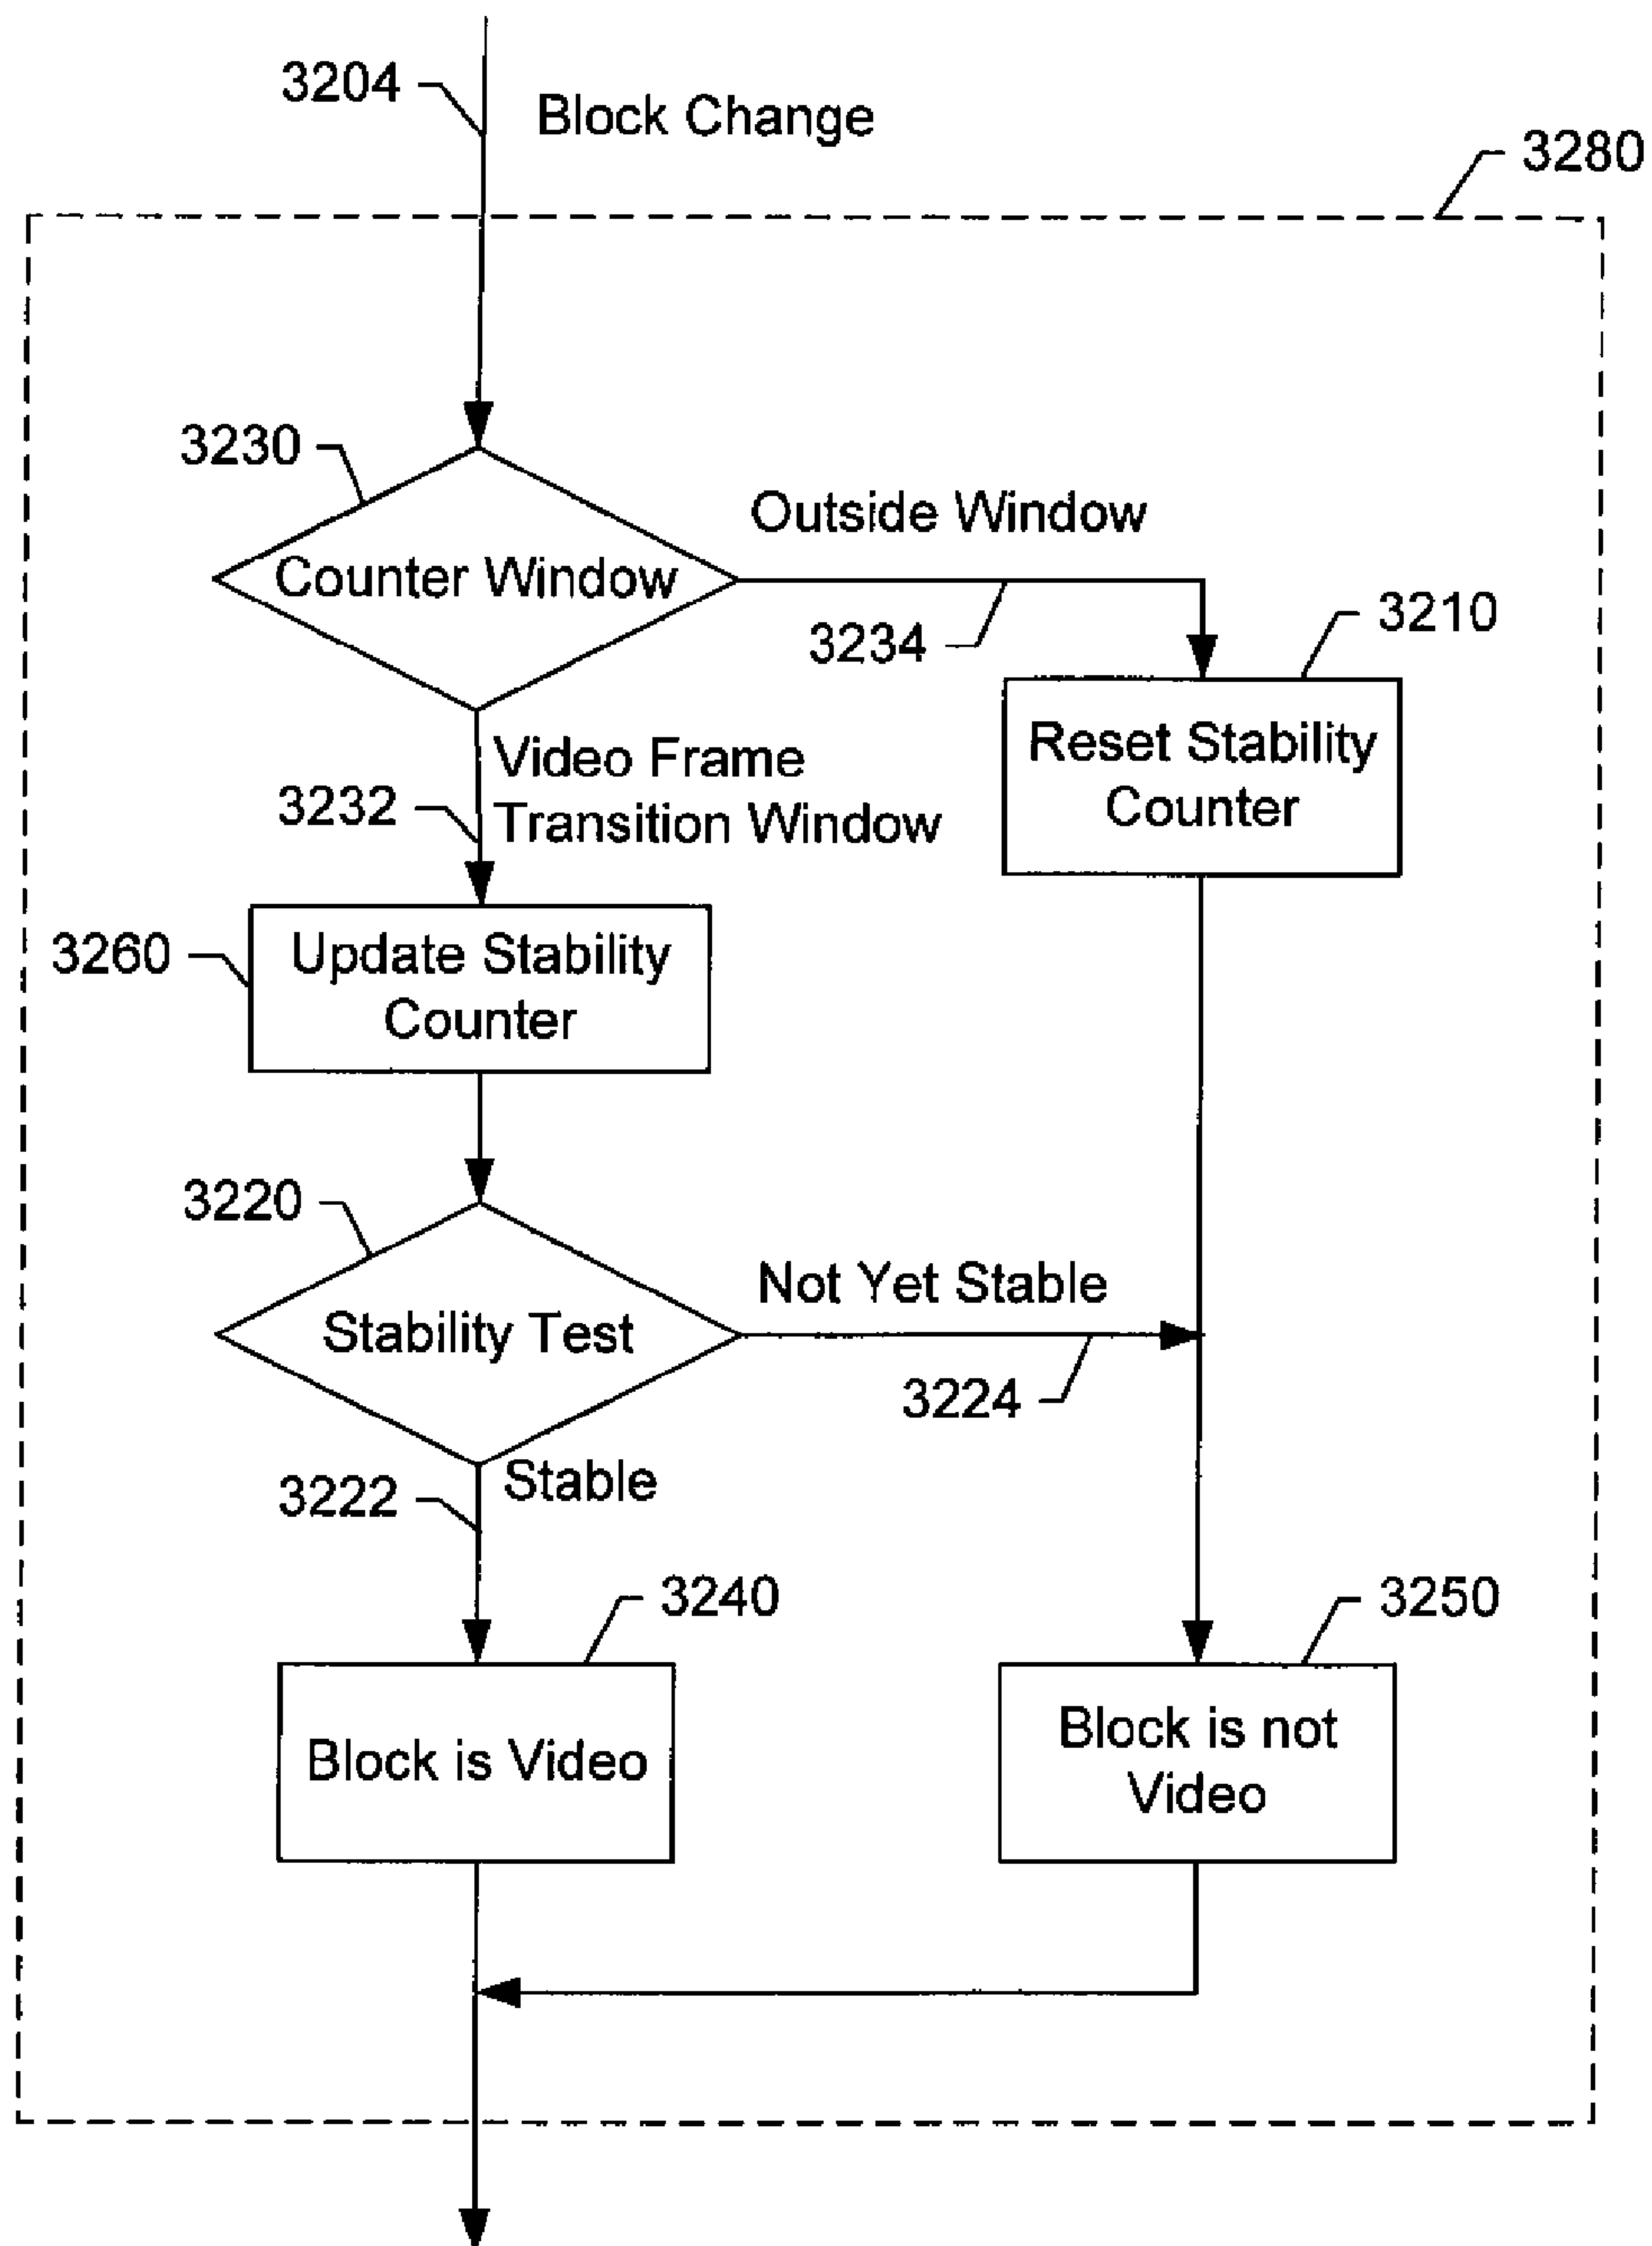 3204
Block Change
3280
3230
Outside Window
Counter Window
3234
3210
Reset Stability
Counter
Video Frame
3232
Transition Window
3260
Update Stability
Counter
3220
Not Yet Stable
Stability Test
3224
Stable
3222
3240
3250
Block is Video
Block is not
Video